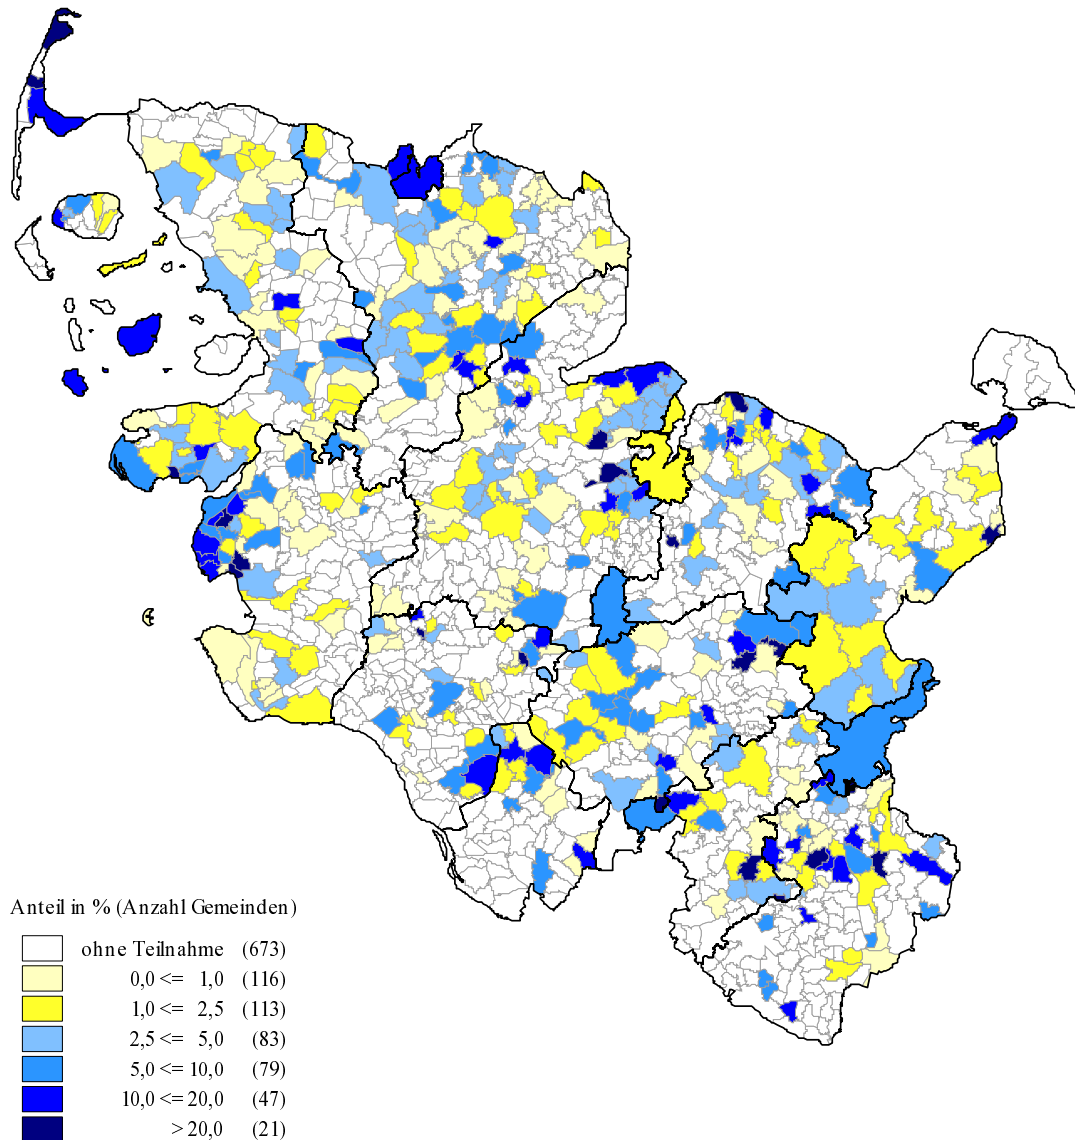 Anteil in % (Anzahl Gemeinden)
ohne Teilnahme (673)
0,0 <= 1,0 (116)
1,0 <= 2,5 (113)
2,5 <= 5,0 (83)
5,0 <= 10,0 (79)
10,0 <= 20,0 (47)
> 20,0 (21)